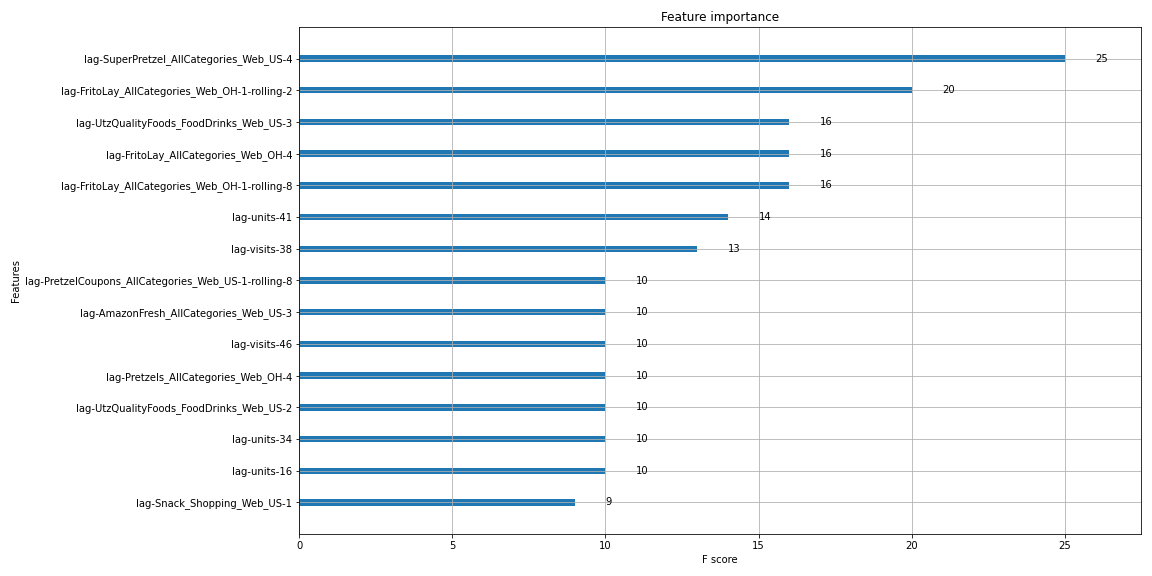 Feature importance
Features
lag-SuperPretzel_AllCategories_Web_US-4 25
lag-FritoLay_AllCategories_Web_OH-1-rolling-2 20
lag-UtzQualityFoods_FoodDrinks_Web_US-3 16
lag-FritoLay_AllCategories_Web_OH-4 16
lag-FritoLay_AllCategories_Web_OH-1-rolling-8 16
lag-units-41 14
lag-visits-38 13
lag-PretzelCoupons_AllCategories_Web_US-1-rolling-8 10
lag-AmazonFresh_AllCategories_Web_US-3 10
lag-visits-46 10
lag-Pretzels_AllCategories_Web_OH-4 10
lag-UtzQualityFoods_FoodDrinks_Web_US-2 10
lag-units-34 10
lag-units-16 10
lag-Snack_Shopping_Web_US-1 9
0 5 10 15 20 25
F score